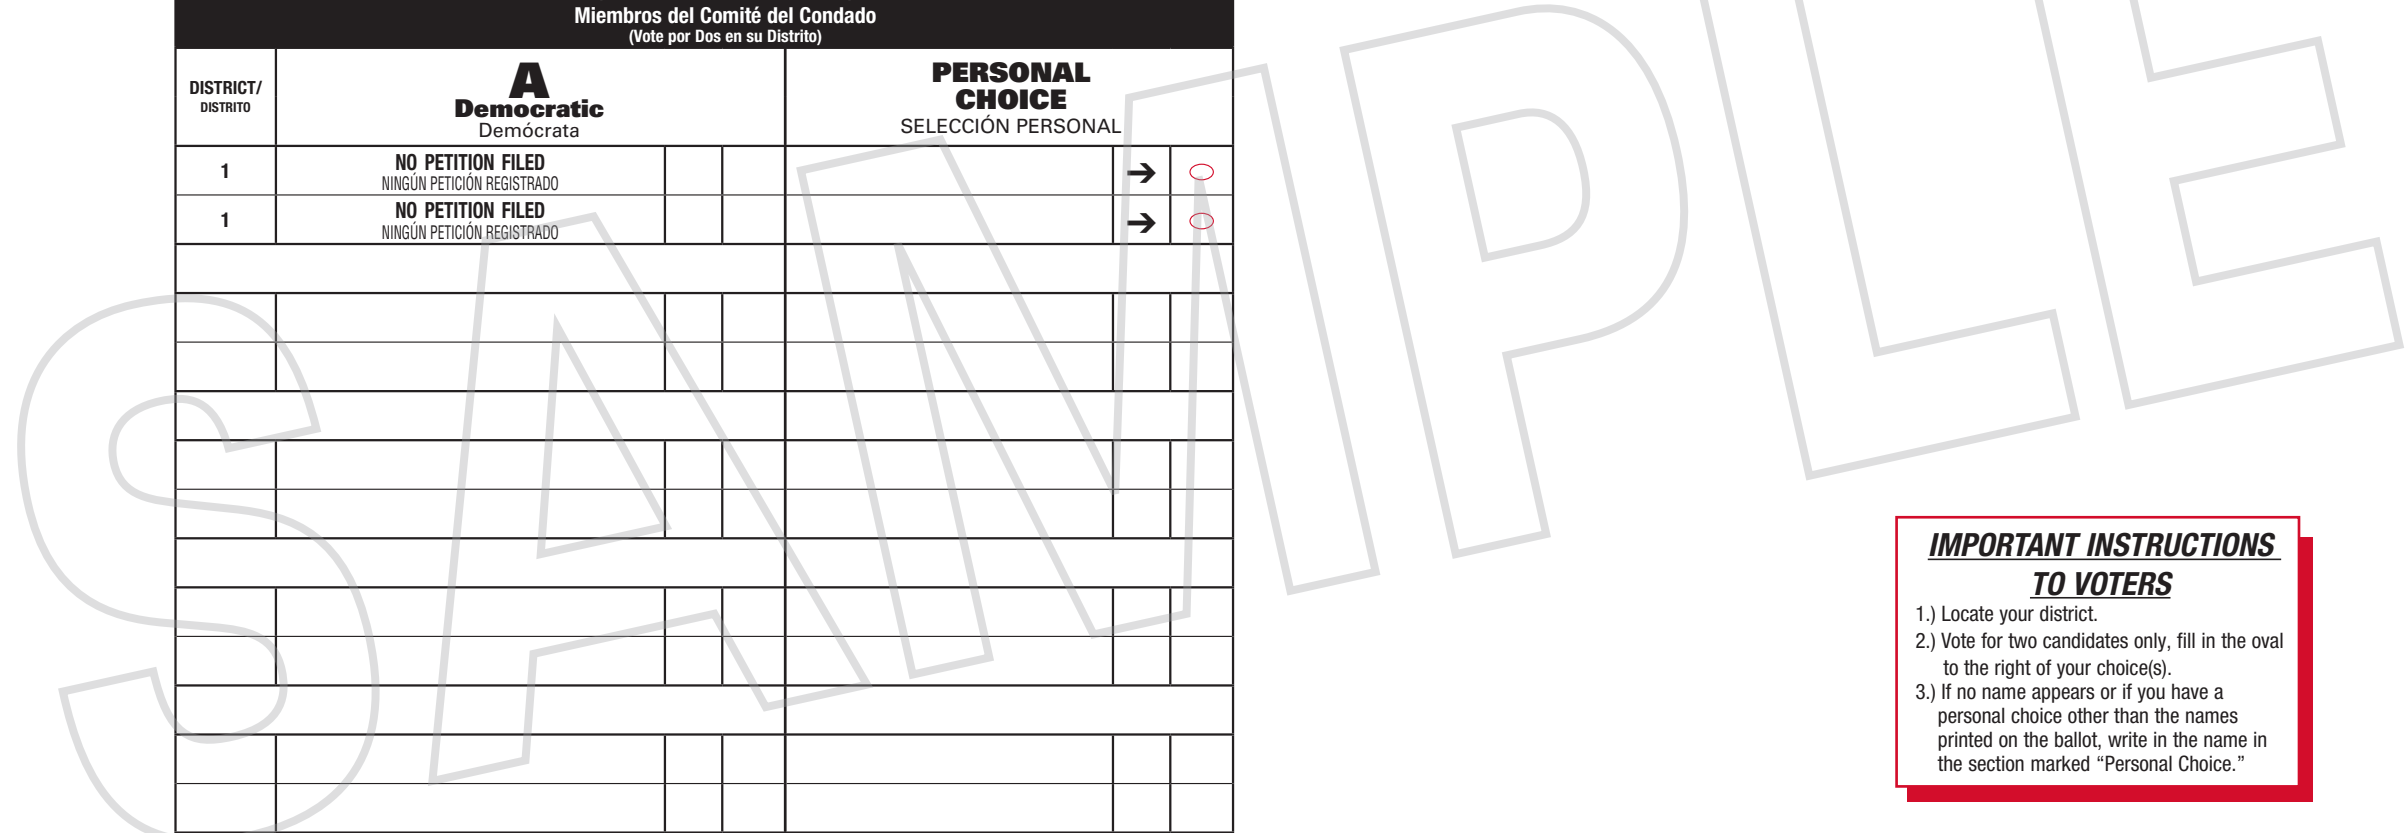 Miembros del Comité del Condado
(Vote por Dos en su Distrito)
DISTRICT/
DISTRITO
A
Democratic
Demócrata
PERSONAL
CHOICE
SELECCIÓN PERSONAL
1
NO PETITION FILED
NINGÚN PETICIÓN REGISTRADO
➔
1
NO PETITION FILED
NINGÚN PETICIÓN REGISTRADO
➔
SAMPLE
IMPORTANT INSTRUCTIONS
TO VOTERS
1.) Locate your district.
2.) Vote for two candidates only, fill in the oval
to the right of your choice(s).
3.) If no name appears or if you have a
personal choice other than the names
printed on the ballot, write in the name in
the section marked “Personal Choice.”